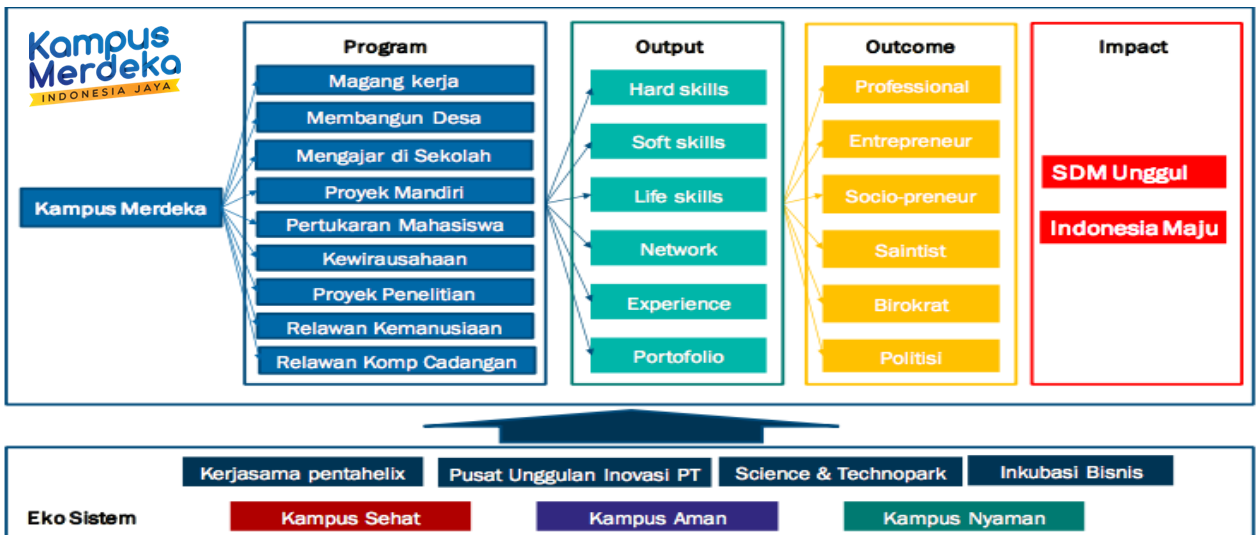 Kampus
Merdeka
INDONESIA JAYA
Kampus Merdeka
Program
Magang kerja
Membangun Desa
Mengajar di Sekolah
Proyek Mandiri
Pertukaran Mahasiswa
Kewirausahaan
Proyek Penelitian
Relawan Kemanusiaan
Relawan Komp Cadangan
Output
Hard skills
Soft skills
Life skills
Network
Experience
Portofolio
Outcome
Professional
Entrepreneur
Socio-preneur
Saintist
Birokrat
Politisi
Impact
SDM Unggul
Indonesia Maju
Kerjasama pentahelix
Pusat Unggulan Inovasi PT
Science & Technopark
Inkubasi Bisnis
Eko Sistem
Kampus Sehat
Kampus Aman
Kampus Nyaman